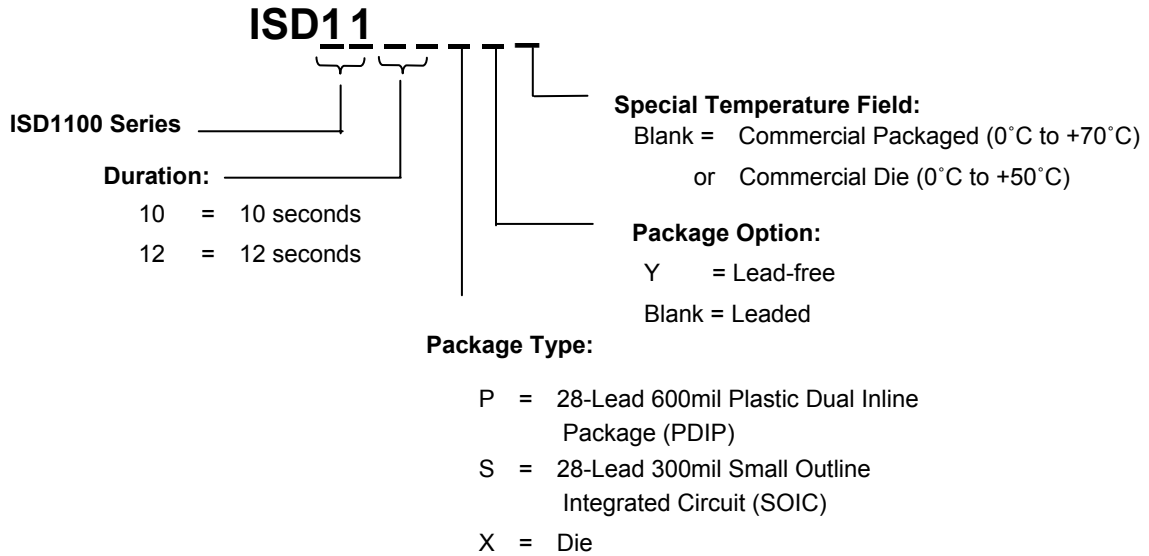 ISD11
ISD1100 Series
Duration:
10 = 10 seconds
12 = 12 seconds
Special Temperature Field:
Blank = Commercial Packaged (0˚C to +70˚C)
or Commercial Die (0˚C to +50˚C)
Package Option:
Y = Lead-free
Blank = Leaded
Package Type:
P = 28-Lead 600mil Plastic Dual Inline
Package (PDIP)
S = 28-Lead 300mil Small Outline
Integrated Circuit (SOIC)
X = Die